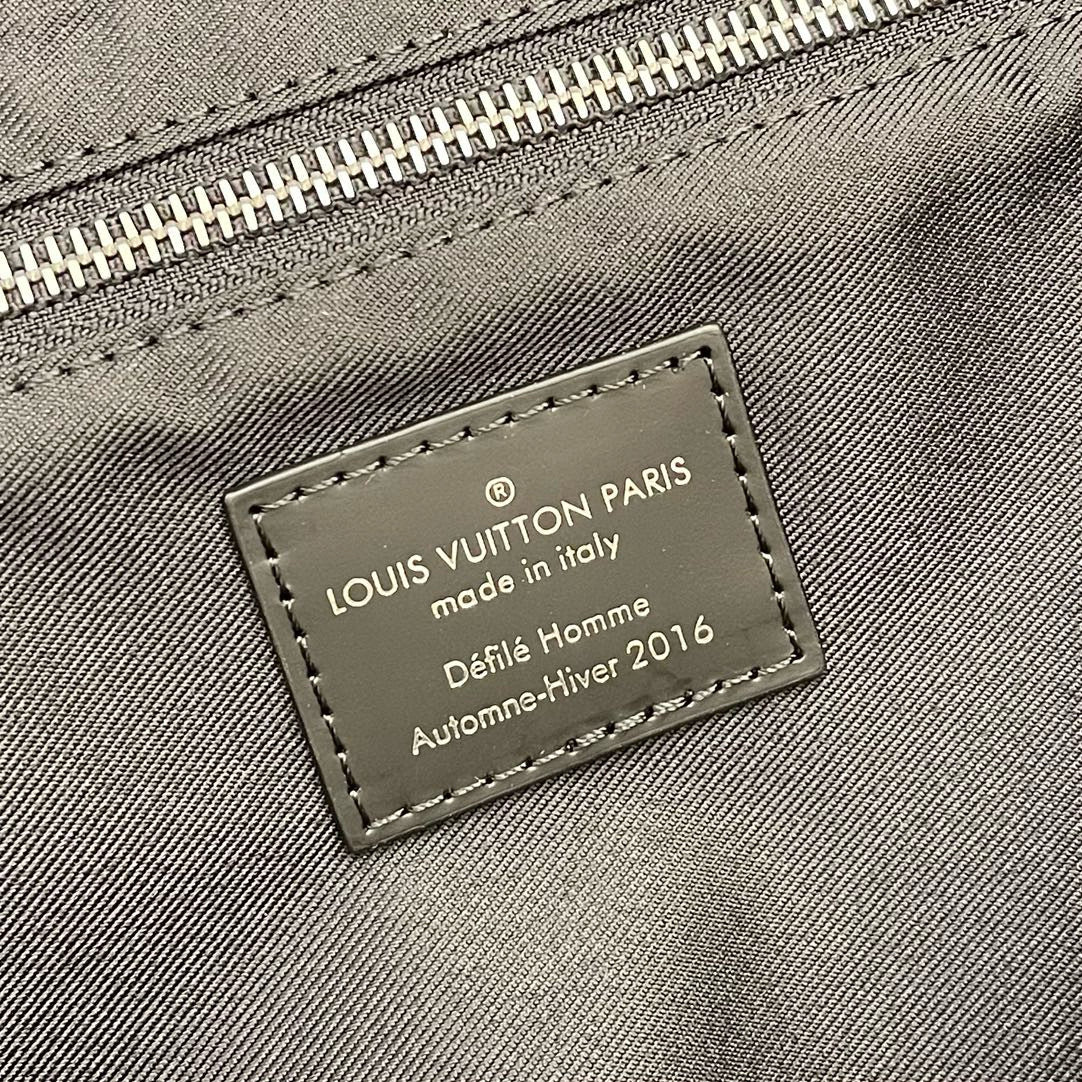 ®
LOUIS VUITTON PARIS
made in italy
Défilé Homme
Automne-Hiver 2016